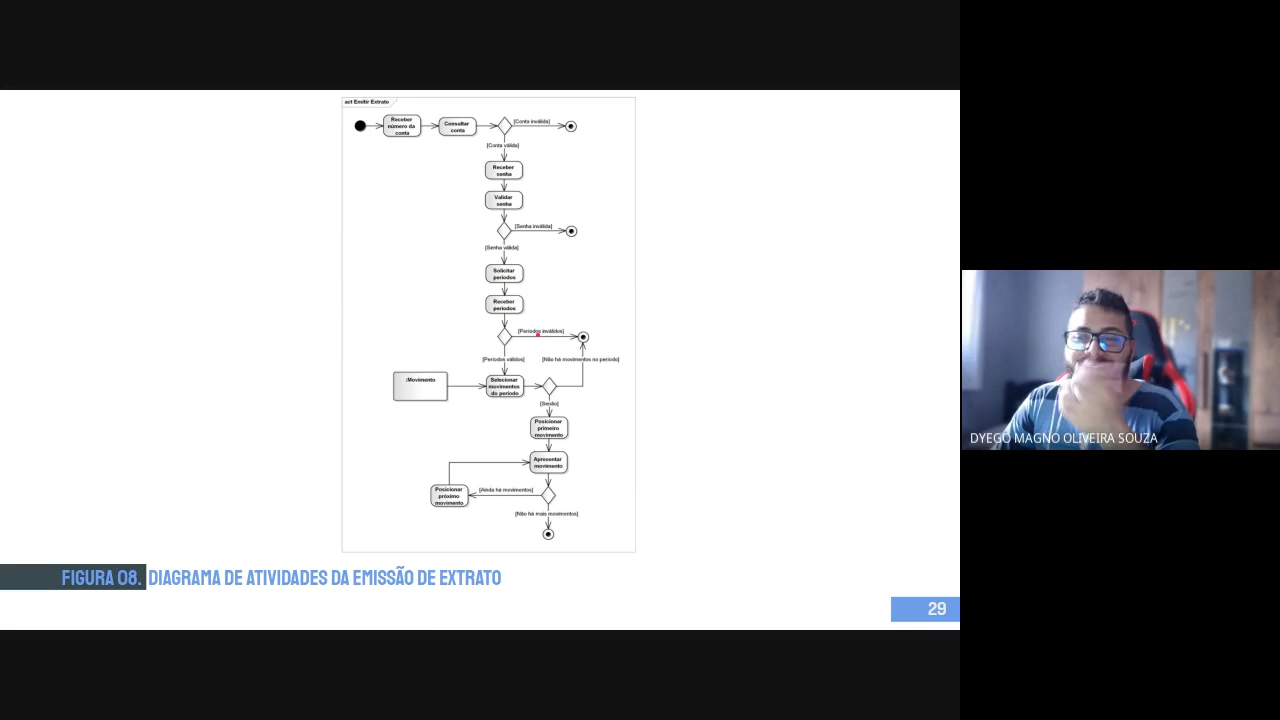 act Emitir Extrato
Receber
número da
conta
Consultar
conta
[Conta inválida]
[Conta válida]
Receber
senha
Validar
senha
[Senha inválida]
[Senha válida]
Solicitar
períodos
Receber
períodos
[Períodos inválidos]
[Períodos válidos]
[Não há movimentos no período]
:Movimento
Selecionar
movimentos
do período
[Senão]
Posicionar
primeiro
movimento
Apresentar
movimento
Posicionar
próximo
movimento
[Ainda há movimentos]
[Não há mais movimentos]
DYEGO MAGNO OLIVEIRA SOUZA
FIGURA 08. DIAGRAMA DE ATIVIDADES DA EMISSÃO DE EXTRATO
29